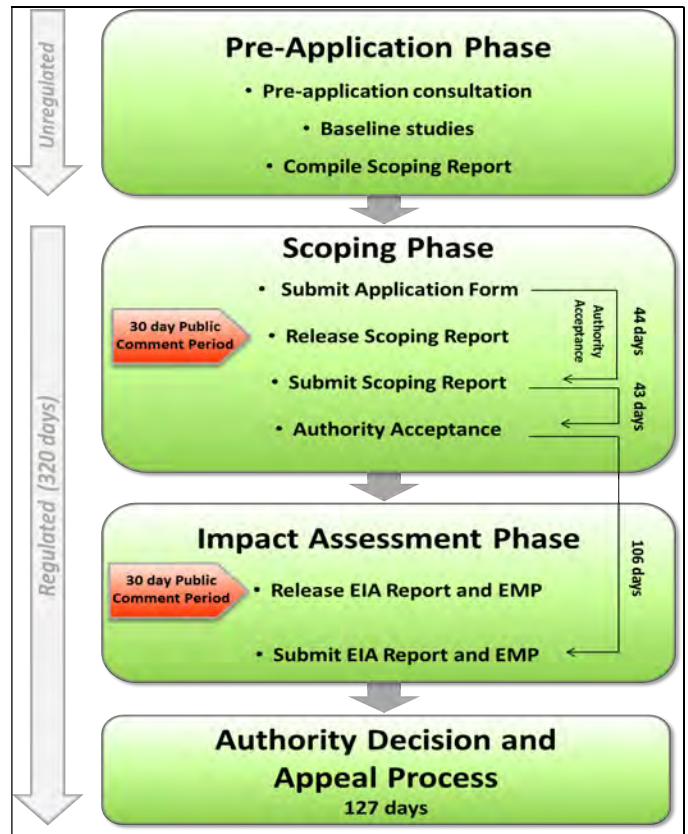 Unregulated
Pre-Application Phase
• Pre-application consultation
• Baseline studies
• Compile Scoping Report
Regulated (320 days)
Scoping Phase
• Submit Application Form
30 day Public
Comment Period
• Release Scoping Report
• Submit Scoping Report
• Authority Acceptance
Authority
Acceptance
44 days
43 days
106 days
Impact Assessment Phase
30 day Public
Comment Period
• Release EIA Report and EMP
• Submit EIA Report and EMP
Authority Decision and
Appeal Process
127 days